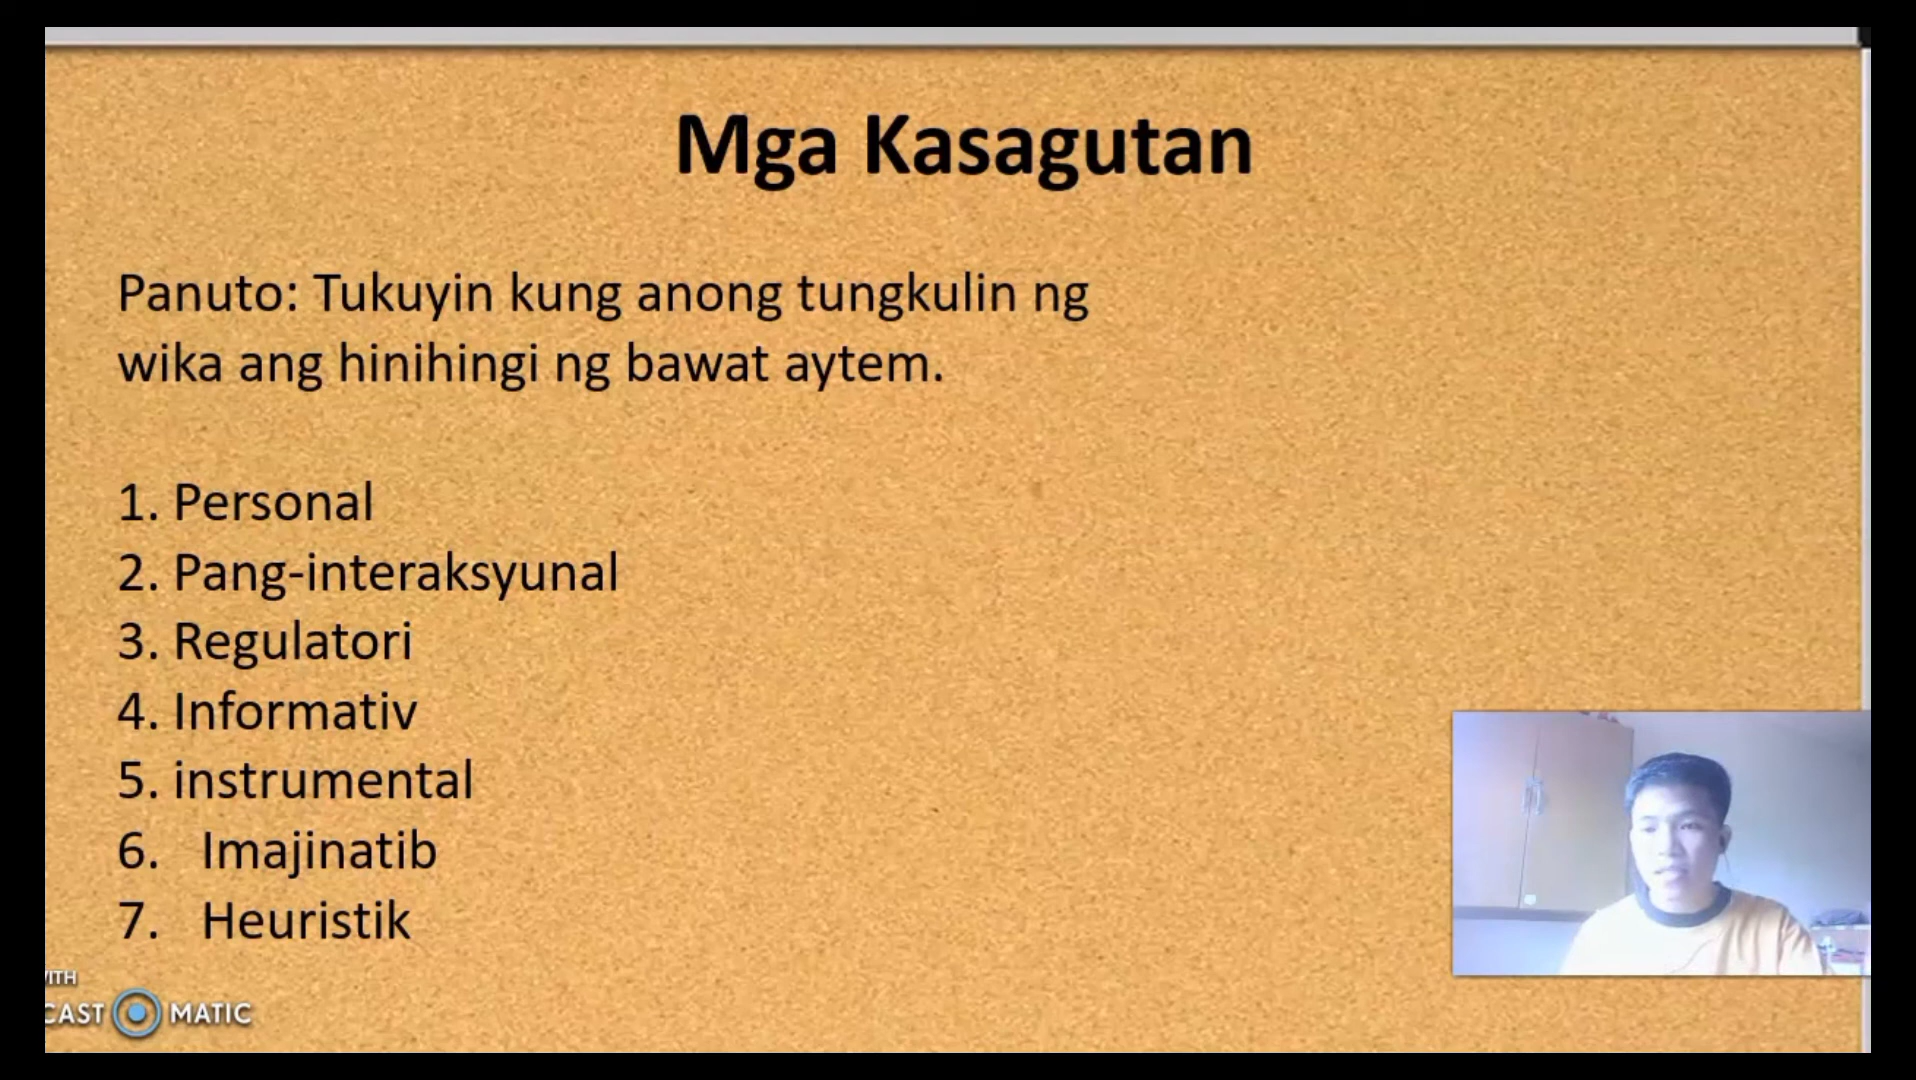 Mga Kasagutan
Panuto: Tukuyin kung anong tungkulin ng
wika ang hinihingi ng bawat aytem.
1. Personal
2. Pang-interaksyunal
3. Regulatori
4. Informativ
5. instrumental
6. Imajinatib
7. Heuristik
WITH
CAST MATIC